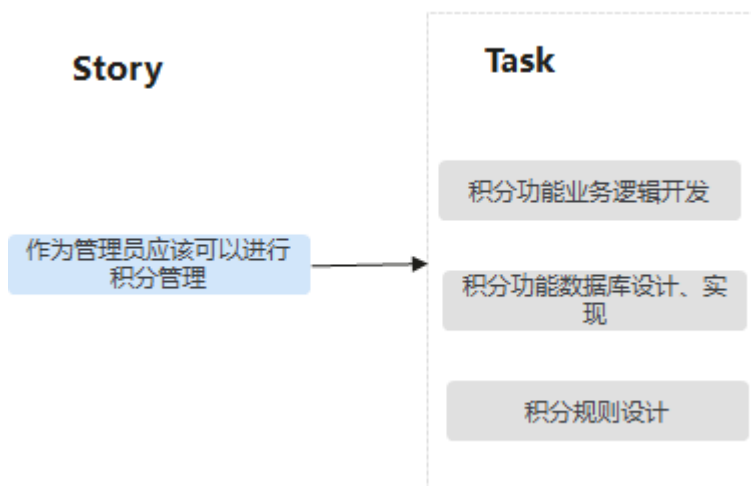 Story
Task
作为管理员应该可以进行
积分管理
积分功能业务逻辑开发
积分功能数据库设计、实
现
积分规则设计